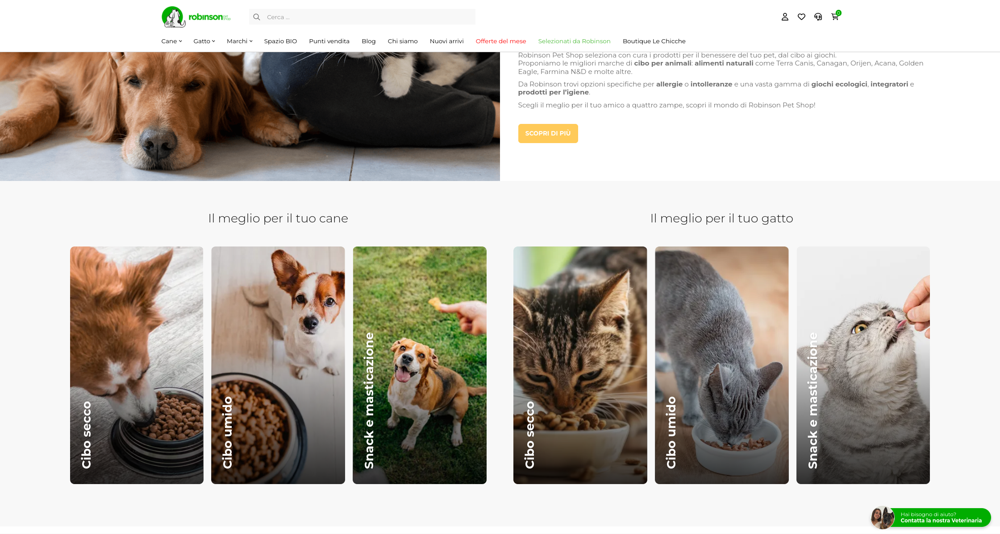 robinson pet shop
Cerca ...
0
Cane
Gatto
Marchi
Spazio BIO
Punti vendita
Blog
Chi siamo
Nuovi arrivi
Offerte del mese
Selezionati da Robinson
Boutique Le Chicche
Robinson Pet Shop seleziona con cura i prodotti per il benessere del tuo pet, dal cibo ai giochi.
Proponiamo le migliori marche di cibo per animali: alimenti naturali come Terra Canis, Canagan, Orijen, Acana, Golden
Eagle, Farmina N&D e molte altre.
Da Robinson trovi opzioni specifiche per allergie o intolleranze e una vasta gamma di giochi ecologici, integratori e
prodotti per l’igiene.
Scegli il meglio per il tuo amico a quattro zampe, scopri il mondo di Robinson Pet Shop!
SCOPRI DI PIÙ
Il meglio per il tuo cane
Cibo secco
Cibo umido
Snack e masticazione
Il meglio per il tuo gatto
Cibo secco
Cibo umido
Snack e masticazione
Hai bisogno di aiuto?
Contatta la nostra Veterinaria